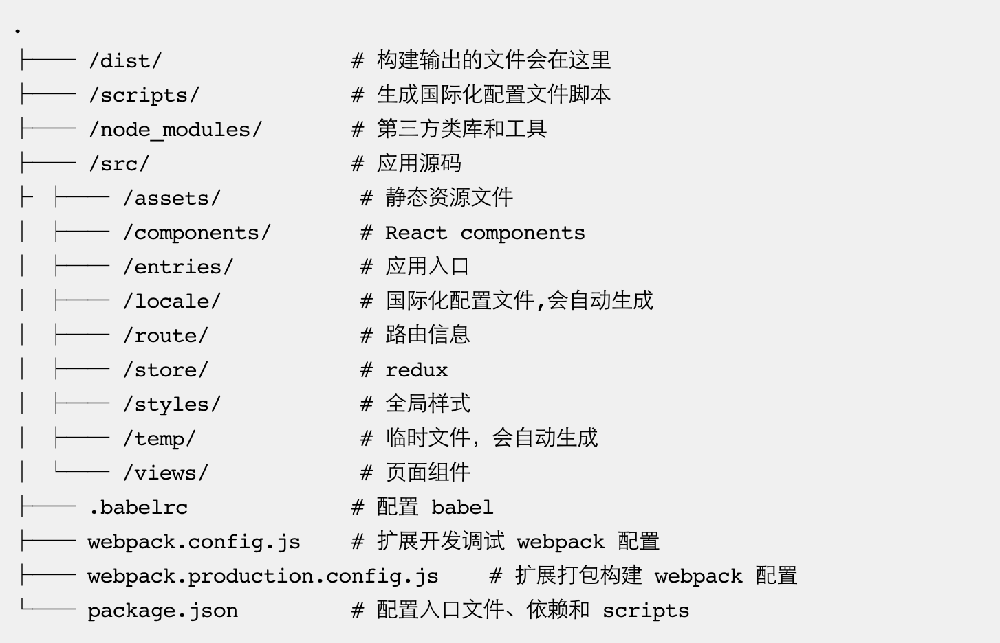 .
├── /dist/ # 构建输出的文件会在这里
├── /scripts/ # 生成国际化配置文件脚本
├── /node_modules/ # 第三方类库和工具
├── /src/ # 应用源码
├ ├── /assets/ # 静态资源文件
│ ├── /components/ # React components
│ ├── /entries/ # 应用入口
│ ├── /locale/ # 国际化配置文件,会自动生成
│ ├── /route/ # 路由信息
│ ├── /store/ # redux
│ ├── /styles/ # 全局样式
│ ├── /temp/ # 临时文件，会自动生成
│ └── /views/ # 页面组件
├── .babelrc # 配置 babel
├── webpack.config.js # 扩展开发调试 webpack 配置
├── webpack.production.config.js # 扩展打包构建 webpack 配置
└── package.json # 配置入口文件、依赖和 scripts